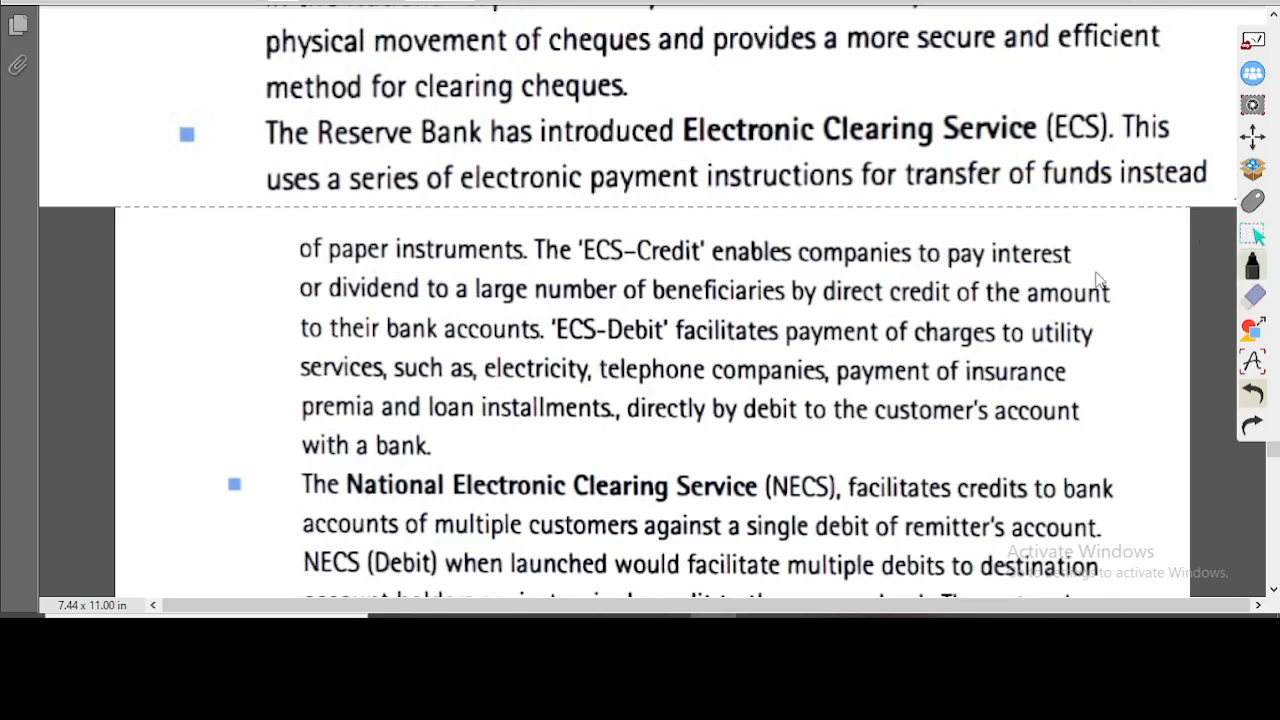 physical movement of cheques and provides a more secure and efficient
method for clearing cheques.
The Reserve Bank has introduced Electronic Clearing Service (ECS). This
uses a series of electronic payment instructions for transfer of funds instead
of paper instruments. The 'ECS-Credit' enables companies to pay interest
or dividend to a large number of beneficiaries by direct credit of the amount
to their bank accounts. 'ECS-Debit' facilitates payment of charges to utility
services, such as, electricity, telephone companies, payment of insurance
premia and loan installments., directly by debit to the customer's account
with a bank.
The National Electronic Clearing Service (NECS), facilitates credits to bank
accounts of multiple customers against a single debit of remitter's account.
Activate Windows
NECS (Debit) when launched would facilitate multiple debits to destination
to activate Windows.
7.44 x 11.00 in